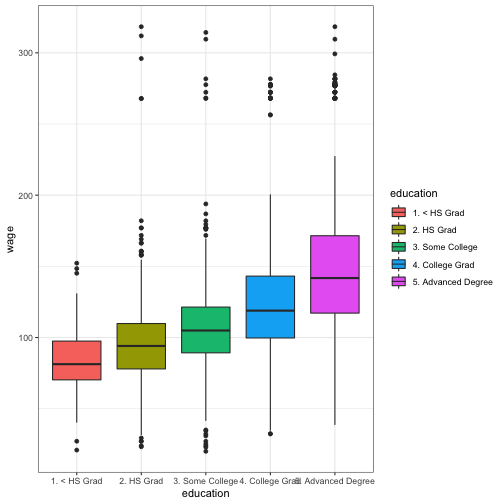 300
200
100
wage
1. < HS Grad 2. HS Grad 3. Some College 4. College Grad 5. Advanced Degree
education
education
1. < HS Grad
2. HS Grad
3. Some College
4. College Grad
5. Advanced Degree